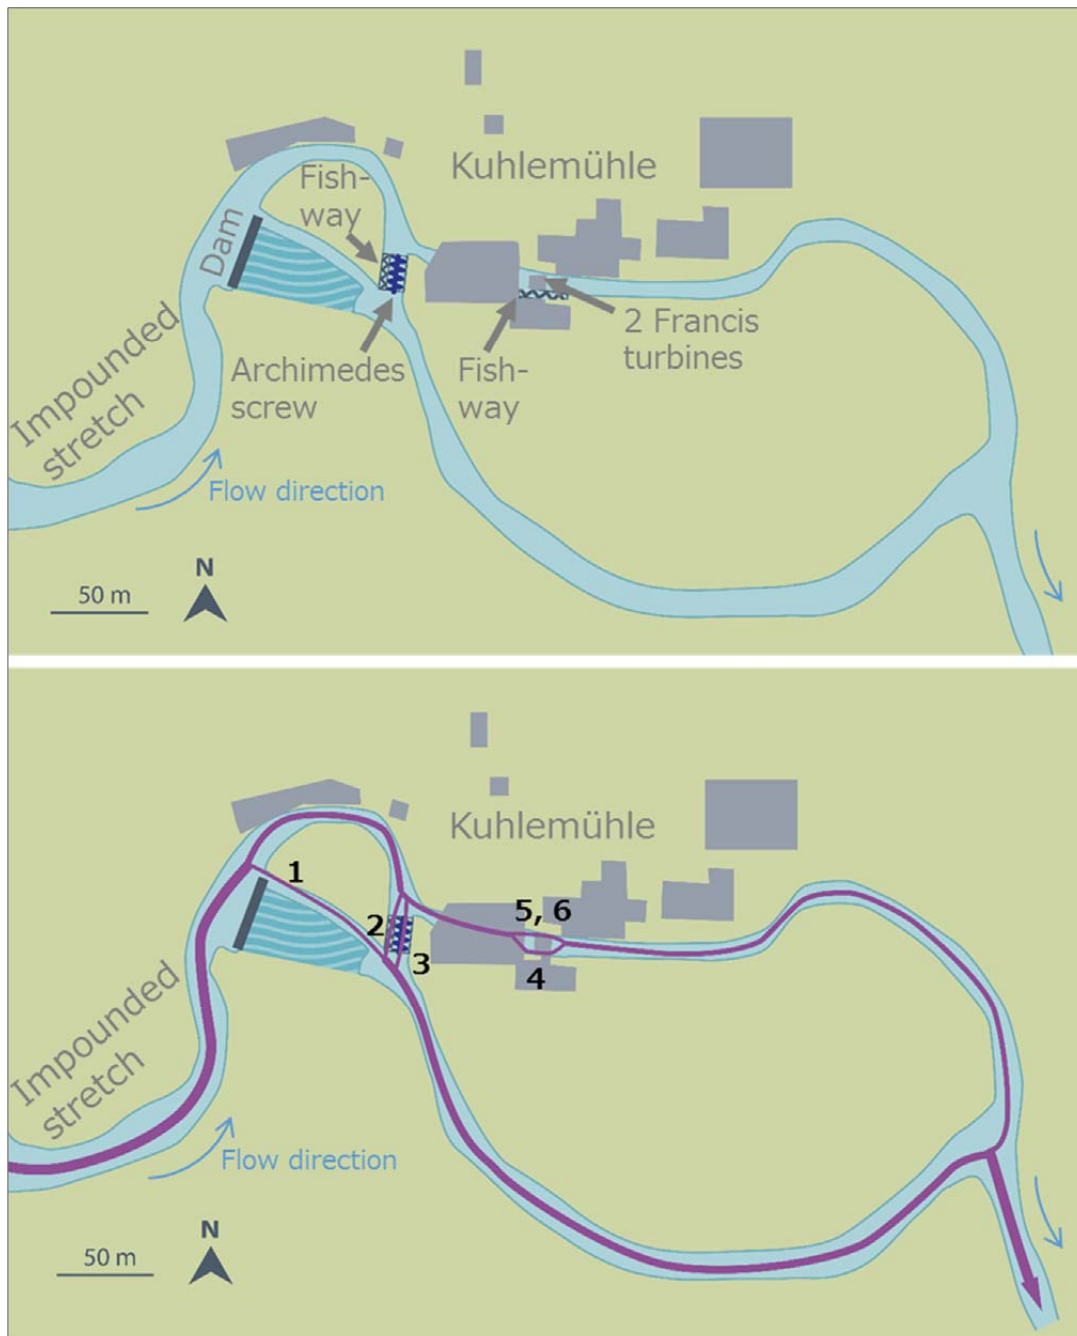 Kuhlemühle
Fish-
way
Dam
Impounded
stretch
Archimedes
screw
Fish-
way
2 Francis
turbines
Flow direction
N
50 m
Kuhlemühle
1
2
3
5, 6
4
Impounded
stretch
Flow direction
N
50 m